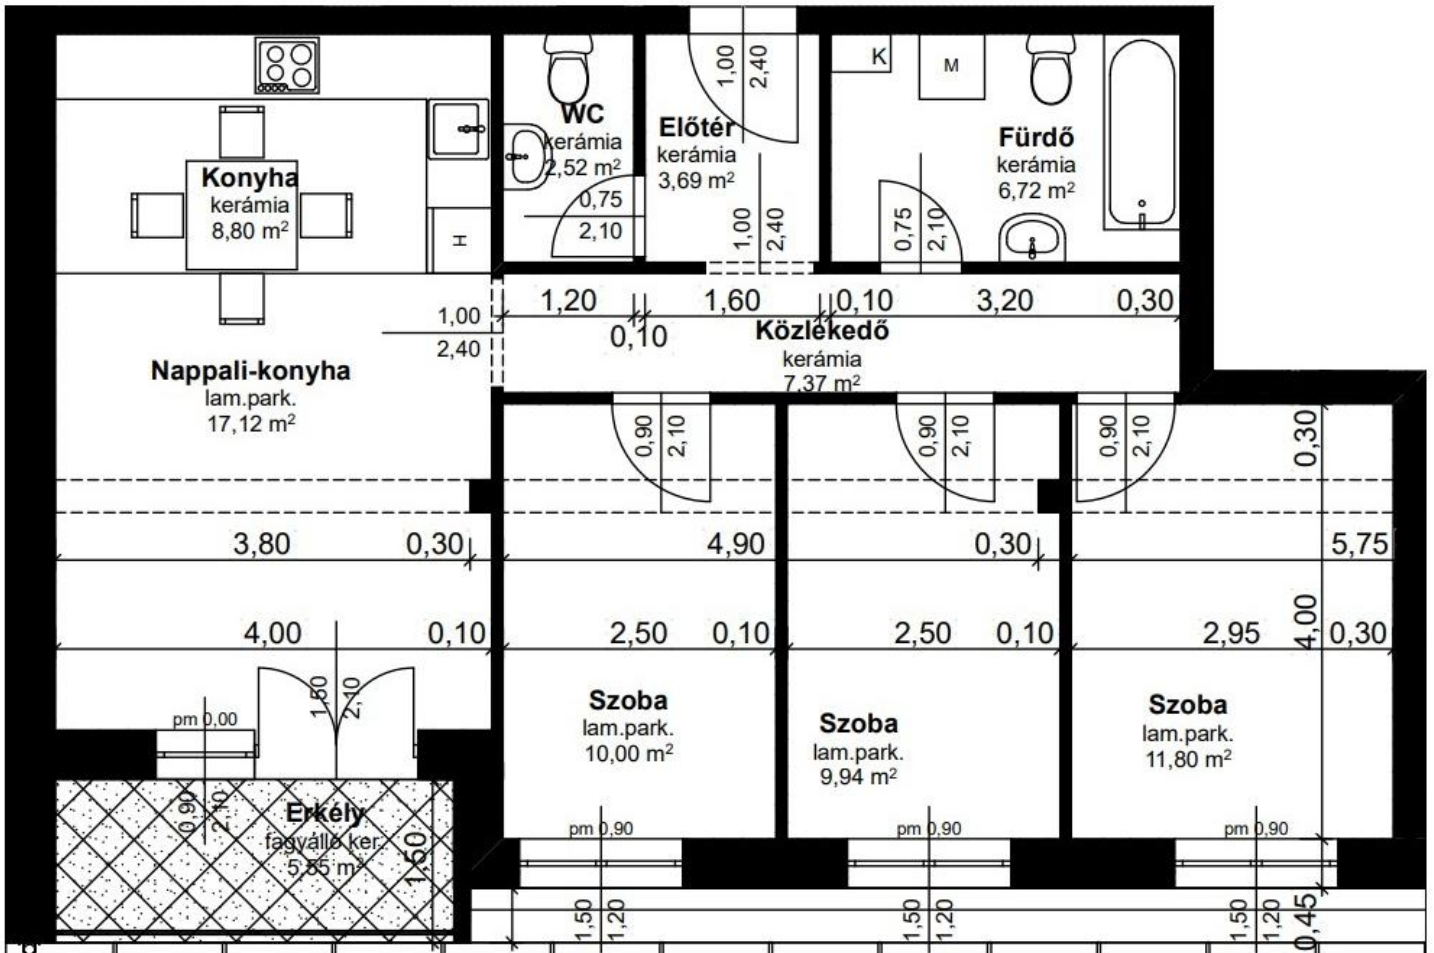 K
M
1,00
2,40
WC
kerámia
2,52 m²
Előtér
kerámia
3,69 m²
Fürdő
kerámia
6,72 m²
Konyha
kerámia
8,80 m²
0,75
2,10
1,00
2,40
0,75
2,10
H
1,20
0,10
1,60
0,10
3,20
0,30
1,00
2,40
Közlekedő
kerámia
7,37 m²
Nappali-konyha
lam.park.
17,12 m²
0,90
2,10
0,90
2,10
0,90
2,10
0,30
3,80
0,30
4,90
0,30
5,75
4,00
0,10
2,50
0,10
2,50
0,10
2,95
4,00
0,30
1,50
2,10
pm 0,00
Szoba
lam.park.
10,00 m²
Szoba
lam.park.
9,94 m²
Szoba
lam.park.
11,80 m²
0,90
2,10
Erkély
fagyálló ker.
5,55 m²
1,50
pm 0,90
pm 0,90
pm 0,90
1,50
1,20
1,50
1,20
1,50
1,20
0,45